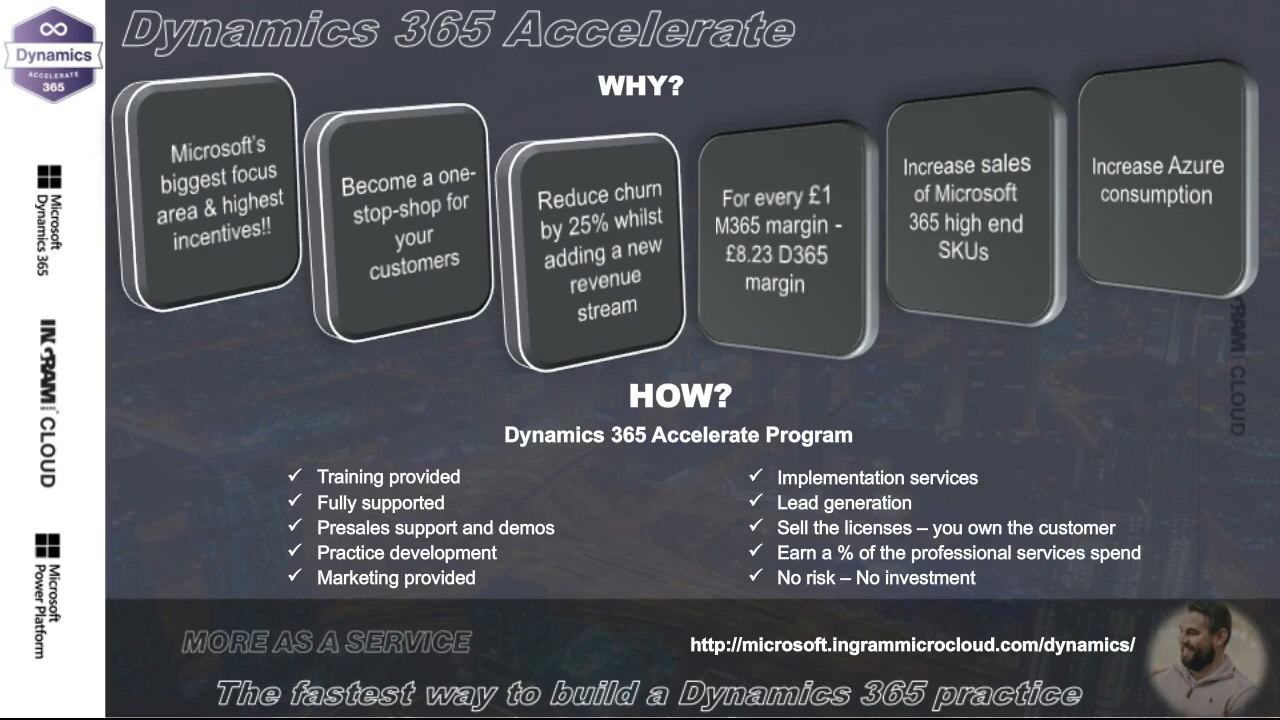 Dynamics 365 Accelerate
Dynamics
ACCELERATE
365
WHY?
Microsoft's
biggest focus
area & highest
incentives!!
Become a one-
stop-shop for
your
customers
Reduce churn
by 25% whilst
adding a new
revenue
stream
For every £1
M365 margin -
£8.23 D365
margin
Increase sales
of Microsoft
365 high end
SKUs
Increase Azure
consumption
Microsoft
Dynamics 365
INGRAM MICRO CLOUD
Microsoft
Power Platform
GRAM CLOUD
HOW?
Dynamics 365 Accelerate Program
✓ Training provided
✓ Fully supported
✓ Presales support and demos
✓ Practice development
✓ Marketing provided
✓ Implementation services
✓ Lead generation
✓ Sell the licenses – you own the customer
✓ Earn a % of the professional services spend
✓ No risk – No investment
MORE AS A SERVICE
http://microsoft.ingrammicrocloud.com/dynamics/
The fastest way to build a Dynamics 365 practice